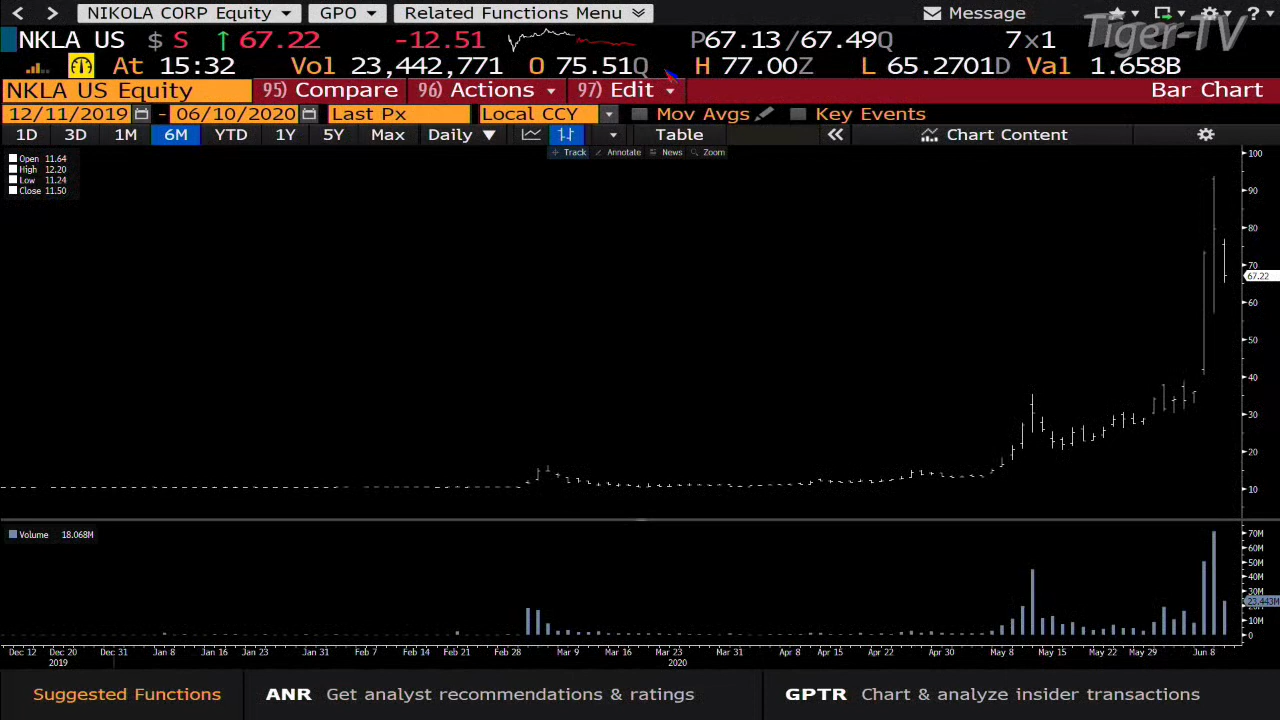 NIKOLA CORP Equity GPO Related Functions Menu Message ?
Tiger-TV
NKLA US $ S ↑ 67.22 -12.51 P67.13 /67.49Q 7x1
At 15:32 Vol 23,442,771 O 75.51Q H 77.00Z L 65.2701D Val 1.658B
NKLA US Equity 95) Compare 96) Actions 97) Edit Bar Chart
12/11/2019 - 06/10/2020 Last Px Local CCY Mov Avgs Key Events
1D 3D 1M 6M YTD 1Y 5Y Max Daily ▼ Table « Chart Content
Track Annotate News Zoom
Open 11.64
High 12.20
Low 11.24
Close 11.50
100
90
80
70
67.22
60
50
40
30
20
10
Volume 18.068M
70M
60M
50M
40M
30M
23.443M
10M
0
Dec 12 Dec 20 Dec 31 Jan 8 Jan 16 Jan 23 Jan 31 Feb 7 Feb 14 Feb 21 Feb 28 Mar 9 Mar 16 Mar 23 Mar 31 Apr 8 Apr 15 Apr 22 Apr 30 May 8 May 15 May 22 May 29 Jun 8
2019 2020
Suggested Functions ANR Get analyst recommendations & ratings GPTR Chart & analyze insider transactions